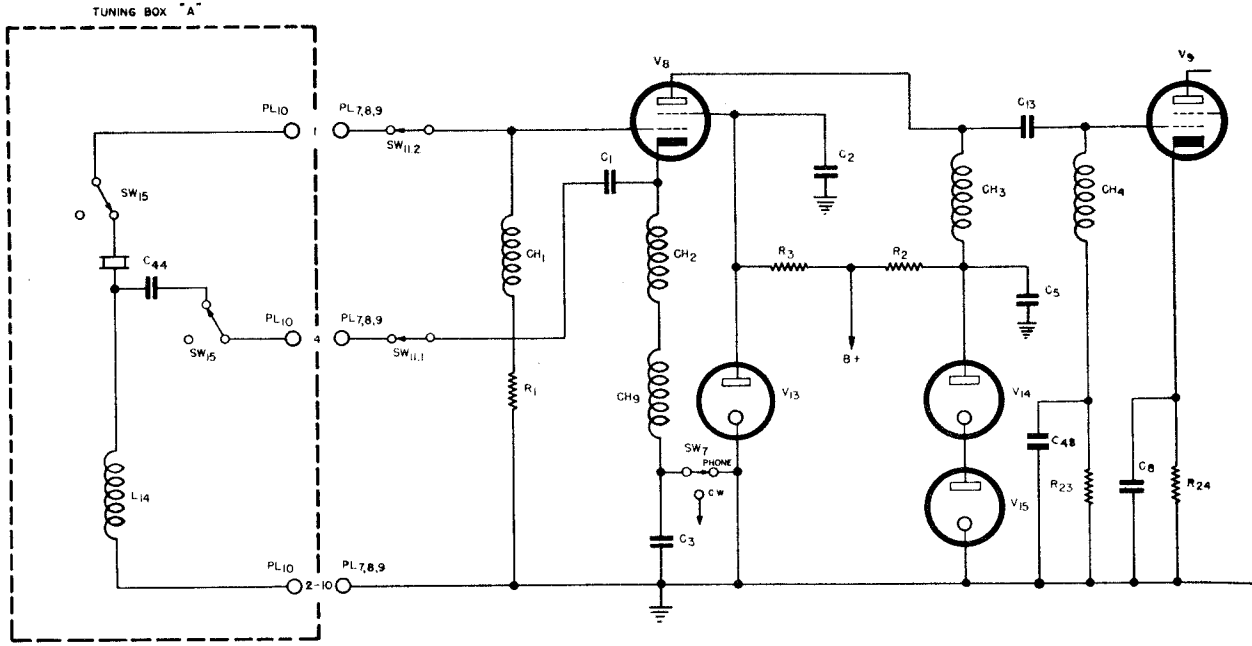 TUNING BOX "A"
V8
V9
PL10
PL7,8,9
C13
1
SW11.2
C1
C2
SW15
CH3
CH4
C44
CH1
CH2
R3
R2
PL10
PL7,8,9
C5
SW15
4
SW11.1
B+
R1
CH9
V13
V14
SW7
PHONE
C48
CW
L14
R23
C8
R24
V15
C3
PL10
2-10
PL7,8,9